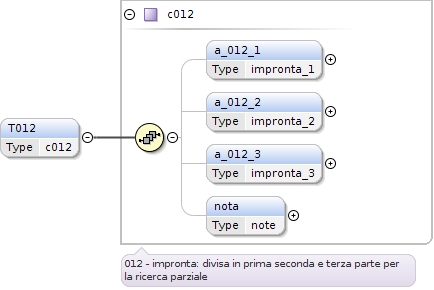 c012
a_012_1
Type impronta_1
a_012_2
Type impronta_2
T012
Type c012
a_012_3
Type impronta_3
nota
Type note
012 - impronta: divisa in prima seconda e terza parte per
la ricerca parziale